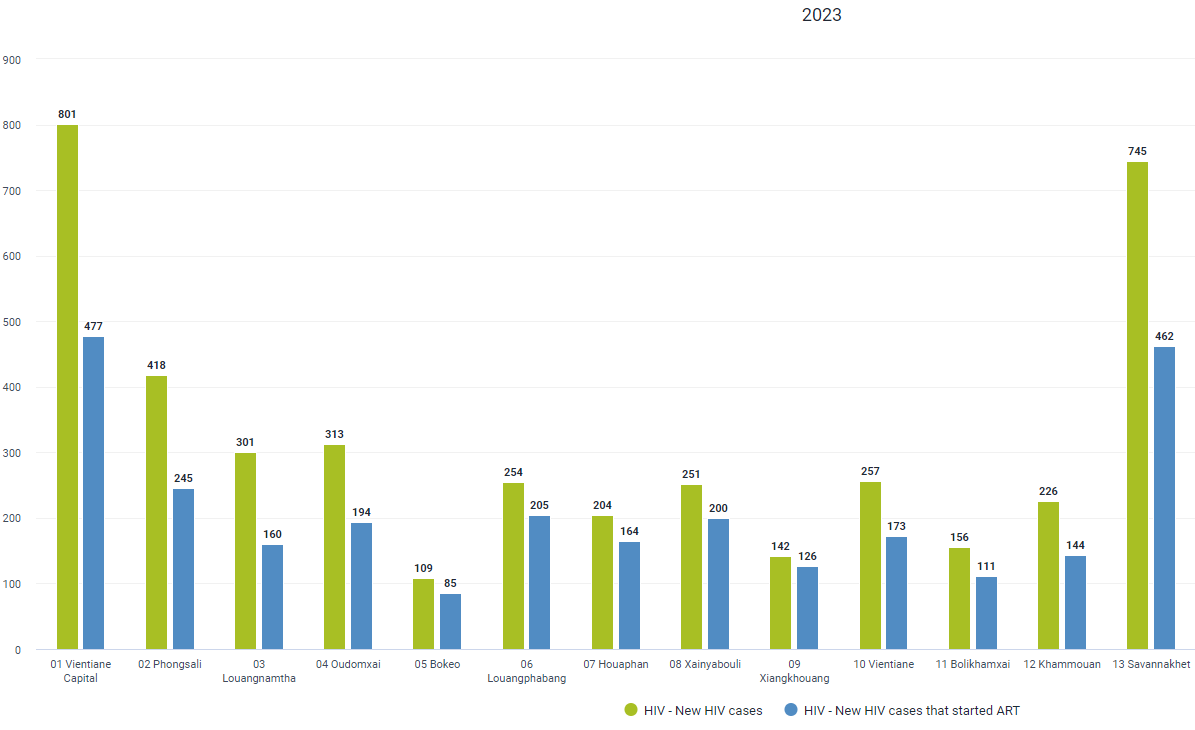 2023
900
800
700
600
500
400
300
200
100
0
801
477
418
245
301
160
313
194
109
85
254
205
204
164
251
200
142
126
257
173
156
111
226
144
745
462
01 Vientiane
Capital
02 Phongsali
03
Louangnamtha
04 Oudomxai
05 Bokeo
06
Louangphabang
07 Houaphan
08 Xainyabouli
09
Xiangkhouang
10 Vientiane
11 Bolikhamxai
12 Khammouan
13 Savannakhet
HIV - New HIV cases
HIV - New HIV cases that started ART